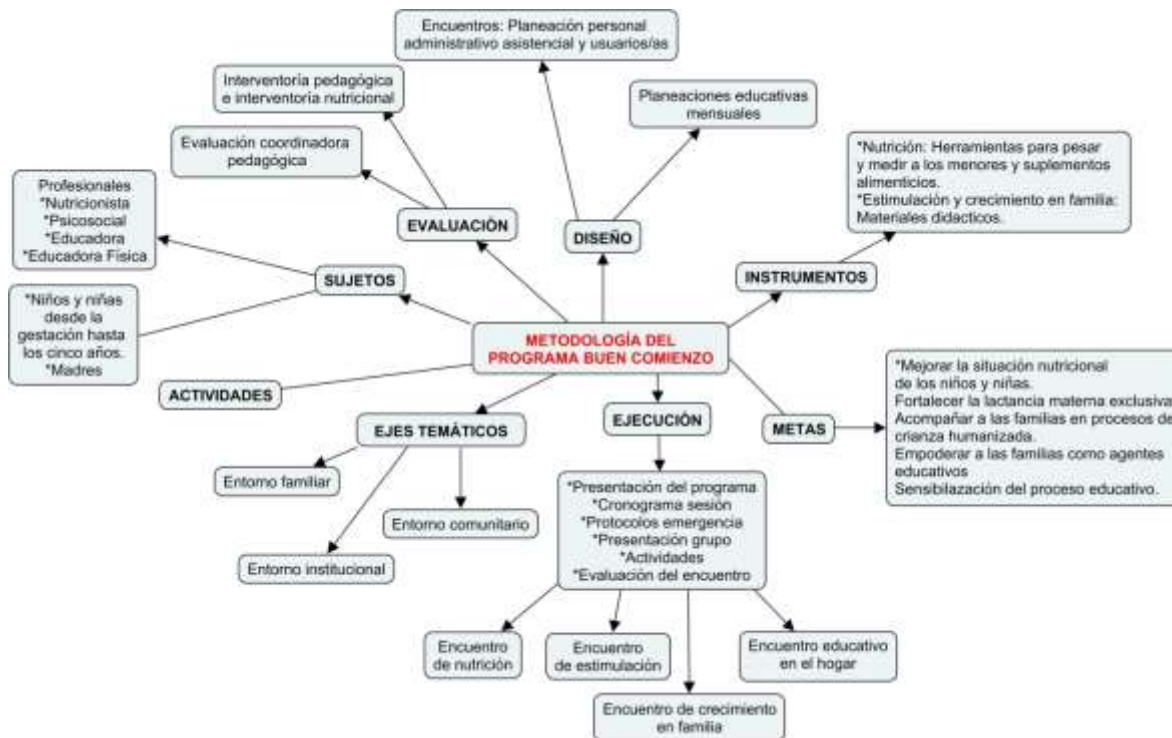 Encuentros: Planeación personal
administrativo asistencial y usuarios/as
Interventoría pedagógica
e interventoría nutricional
Planeaciones educativas
mensuales
Evaluación coordinadora
pedagógica
*Nutrición: Herramientas para pesar
y medir a los menores y suplementos
alimenticios.
*Estimulación y crecimiento en familia:
Materiales didacticos.
Profesionales
*Nutricionista
*Psicosocial
*Educadora
*Educadora Física
EVALUACIÓN
DISEÑO
INSTRUMENTOS
SUJETOS
*Niños y niñas
desde la
gestación hasta
los cinco años.
*Madres
METODOLOGÍA DEL
PROGRAMA BUEN COMIENZO
ACTIVIDADES
EJES TEMÁTICOS
EJECUCIÓN
METAS
*Mejorar la situación nutricional
de los niños y niñas.
Fortalecer la lactancia materna exclusiva
Acompañar a las familias en procesos de
crianza humanizada.
Empoderar a las familias como agentes
educativos
Sensibilazación del proceso educativo.
Entorno familiar
Entorno comunitario
Entorno institucional
*Presentación del programa
*Cronograma sesión
*Protocolos emergencia
*Presentación grupo
*Actividades
*Evaluación del encuentro
Encuentro
de nutrición
Encuentro
de estimulación
Encuentro educativo
en el hogar
Encuentro de crecimiento
en familia